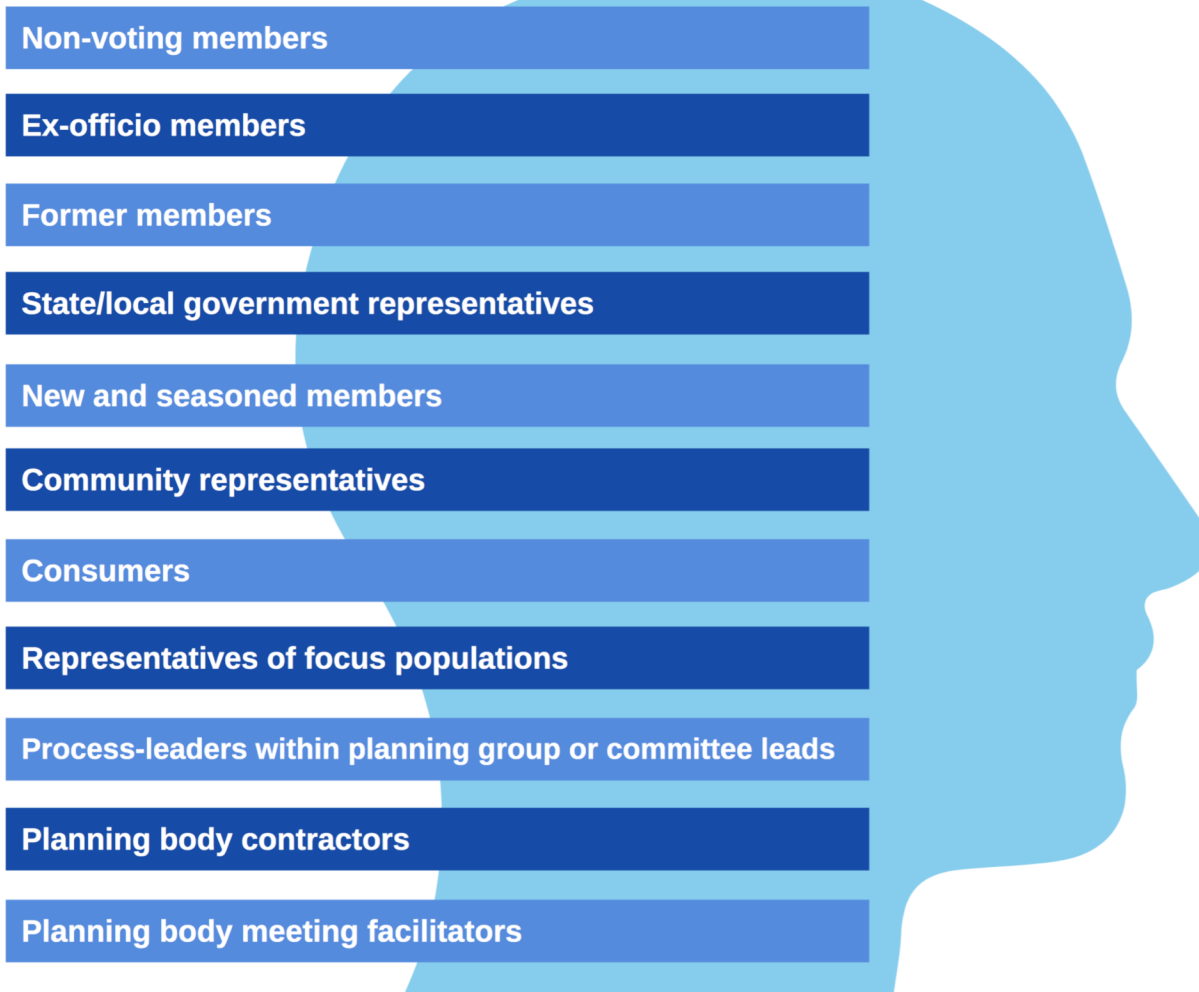 Non-voting members
Ex-officio members
Former members
State/local government representatives
New and seasoned members
Community representatives
Consumers
Representatives of focus populations
Process-leaders within planning group or committee leads
Planning body contractors
Planning body meeting facilitators